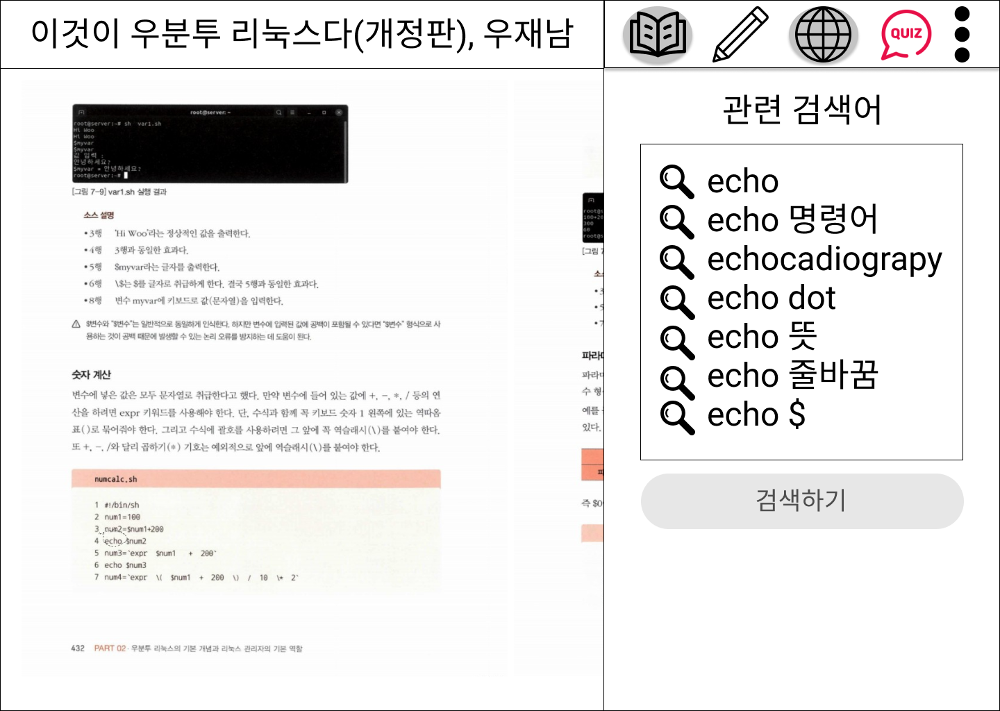 이것이 우분투 리눅스다(개정판), 우재남
QUIZ
root@server: ~
root@server:~# sh var1.sh
Hi Woo
Hi Woo
$myvar
$myvar
값 입력 :
안녕하세요?
$myvar = 안녕하세요?
root@server:~#
[그림 7-9] var1.sh 실행 결과
소스 설명
• 3행 'Hi Woo'라는 정상적인 값을 출력한다.
• 4행 3행과 동일한 효과다.
• 5행 $myvar라는 글자를 출력한다.
• 6행 \$는 $를 글자로 취급하게 한다. 결국 5행과 동일한 효과다.
• 8행 변수 myvar에 키보드로 값(문자열)을 입력한다.
$변수와 "$변수"는 일반적으로 동일하게 인식한다. 하지만 변수에 입력된 값에 공백이 포함될 수 있다면 "$변수" 형식으로 사
용하는 것이 공백 때문에 발생할 수 있는 논리 오류를 방지하는 데 도움이 된다.
숫자 계산
변수에 넣은 값은 모두 문자열로 취급한다고 했다. 만약 변수에 들어 있는 값에 +, -, *, / 등의 연
산을 하려면 expr 키워드를 사용해야 한다. 단, 수식과 함께 꼭 키보드 숫자 1 왼쪽에 있는 역따옴
표(`)로 묶어줘야 한다. 그리고 수식에 괄호를 사용하려면 그 앞에 꼭 역슬래시(\)를 붙여야 한다.
또 +, -, /와 달리 곱하기(*) 기호는 예외적으로 앞에 역슬래시(\)를 붙여야 한다.
numcalc.sh
1 #!/bin/sh
2 num1=100
3 num2=$num1+200
4 echo $num2
5 num3=`expr $num1 + 200`
6 echo $num3
7 num4=`expr \( $num1 + 200 \) / 10 \* 2`
432 PART 02 · 우분투 리눅스의 기본 개념과 리눅스 관리자의 기본 역할
root@s
100+20
300
60
root@s
[그림 7
소스
• 3
• 5
• 7
파라미
파라미
수 형
예를
있다.
파
즉 $0
관련 검색어
echo
echo 명령어
echocadiograpy
echo dot
echo 뜻
echo 줄바꿈
echo $
검색하기